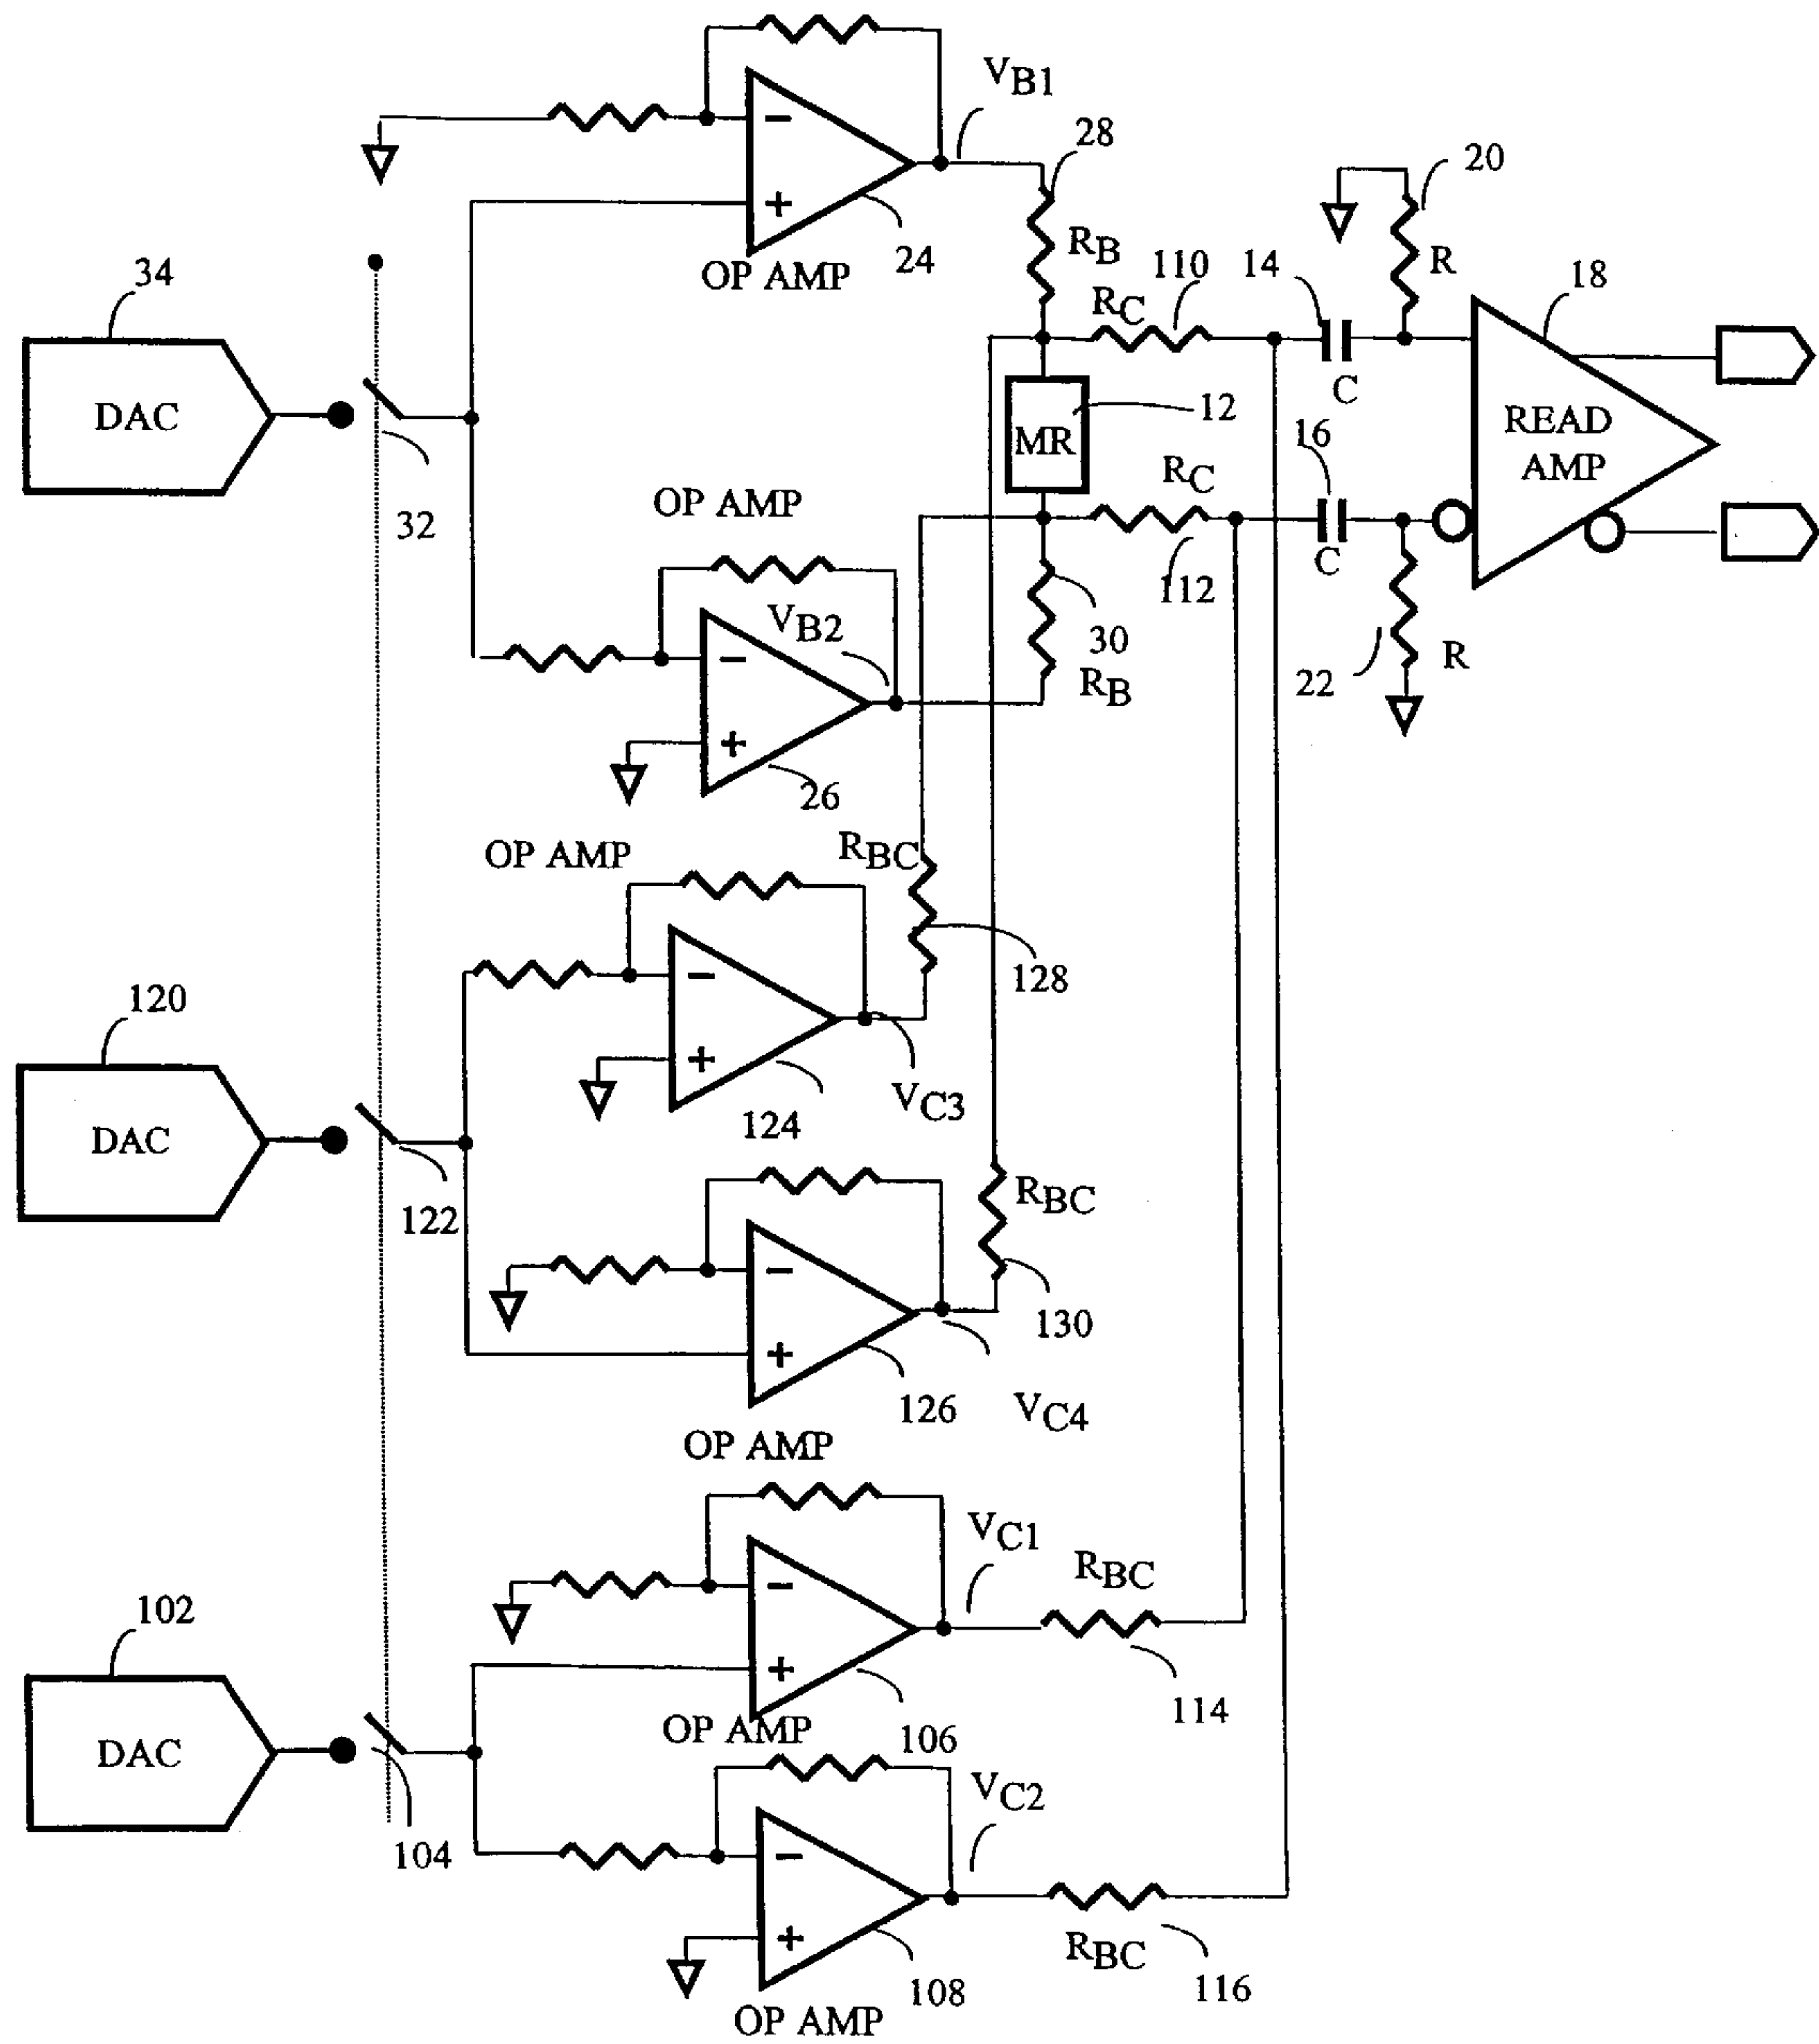 VB1
28
20
34
24
OP AMP
RB
110
14
R
18
RC
DAC
C
12
READ
AMP
MR
16
32
OP AMP
RC
C
112
VB2
30
R
22
RB
26
OP AMP
RBC
128
120
DAC
124
VC3
122
RBC
130
126
VC4
OP AMP
VC1
RBC
102
114
DAC
OP AMP
106
VC2
104
RBC
108
116
OP AMP
−
+
−
+
−
+
−
+
−
+
−
+